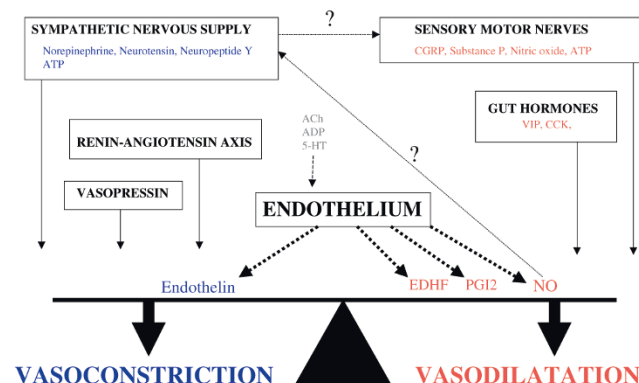 ?
SYMPATHETIC NERVOUS SUPPLY
Norepinephrine, Neurotensin, Neuropeptide Y
ATP
SENSORY MOTOR NERVES
CGRP, Substance P, Nitric oxide, ATP
GUT HORMONES
VIP, CCK,
ACh
ADP
5-HT
RENIN-ANGIOTENSIN AXIS
?
VASOPRESSIN
ENDOTHELIUM
Endothelin
EDHF
PGI2
NO
VASOCONSTRICTION
VASODILATATION